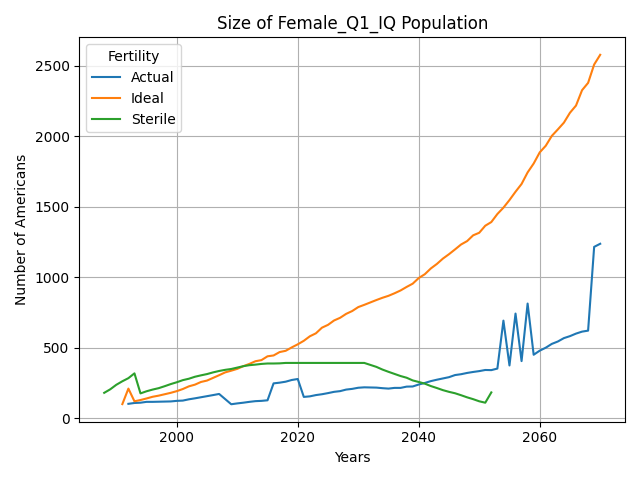 Size of Female_Q1_IQ Population
Fertility
Actual
Ideal
Sterile
Number of Americans
2500
2000
1500
1000
500
0
2000
2020
2040
2060
Years